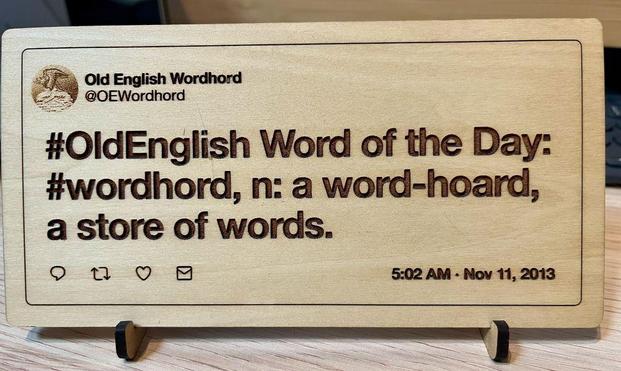 Old English Wordhord
@OEWordhord
#OldEnglish Word of the Day:
#wordhord, n: a word-hoard,
a store of words.
5:02 AM · Nov 11, 2013